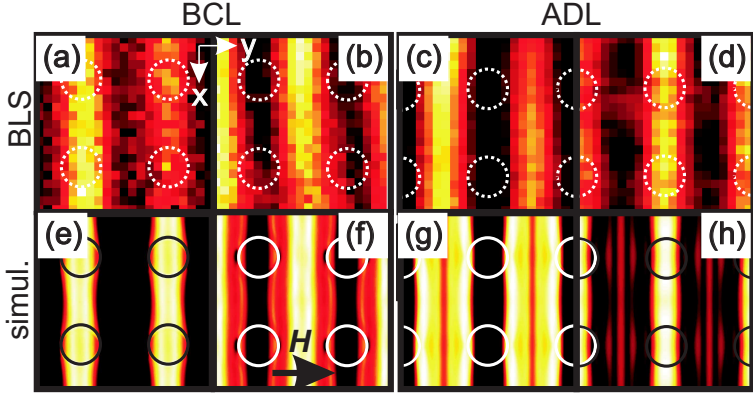 BCL ADL
(a) y (b) (c) (d)
x
BLS
(e) (f) (g) (h)
simul.
H